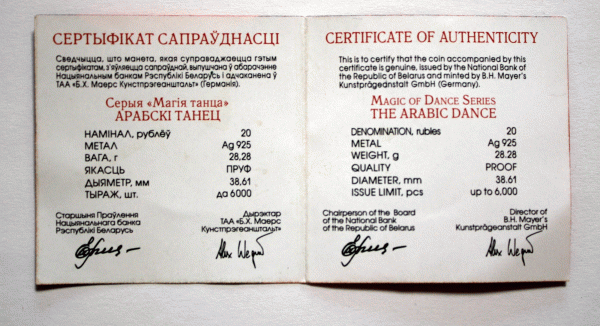 СЕРТЫФІКАТ САПРАЎДНАСЦІ
Сведчыцца, што манета, якая суправаджаецца гэтым
сертыфікатам, з'яўляецца сапраўднай, выпушчана ў абарачэнне
Нацыянальным банкам Рэспублікі Беларусь і адчаканена ў
ТАА «Б.Х. Маерс Кунстпрэгеанштальт» (Германія).
Серыя «Магія танца»
АРАБСКІ ТАНЕЦ
НАМІНАЛ, рублёў 20
МЕТАЛ Ag 925
ВАГА, г 28,28
ЯКАСЦЬ ПРУФ
ДЫЯМЕТР, мм 38,61
ТЫРАЖ, шт. да 6000
Старшыня Праўлення
Нацыянальнага банка
Рэспублікі Беларусь
Дырэктар
ТАА «Б.Х. Маерс
Кунстпрэгеанштальт»
CERTIFICATE OF AUTHENTICITY
This is to certify that the coin accompanied by this
certificate is genuine, issued by the National Bank of
the Republic of Belarus and minted by B.H. Mayer's
Kunstprägeanstalt GmbH (Germany).
MAGIC OF DANCE SERIES
THE ARABIC DANCE
DENOMINATION, rubles 20
METAL Ag 925
WEIGHT, g 28.28
QUALITY PROOF
DIAMETER, mm 38.61
ISSUE LIMIT, pcs up to 6,000
Chairperson of the Board
of the National Bank
of the Republic of Belarus
Director of
B.H. Mayer's
Kunstprägeanstalt GmbH